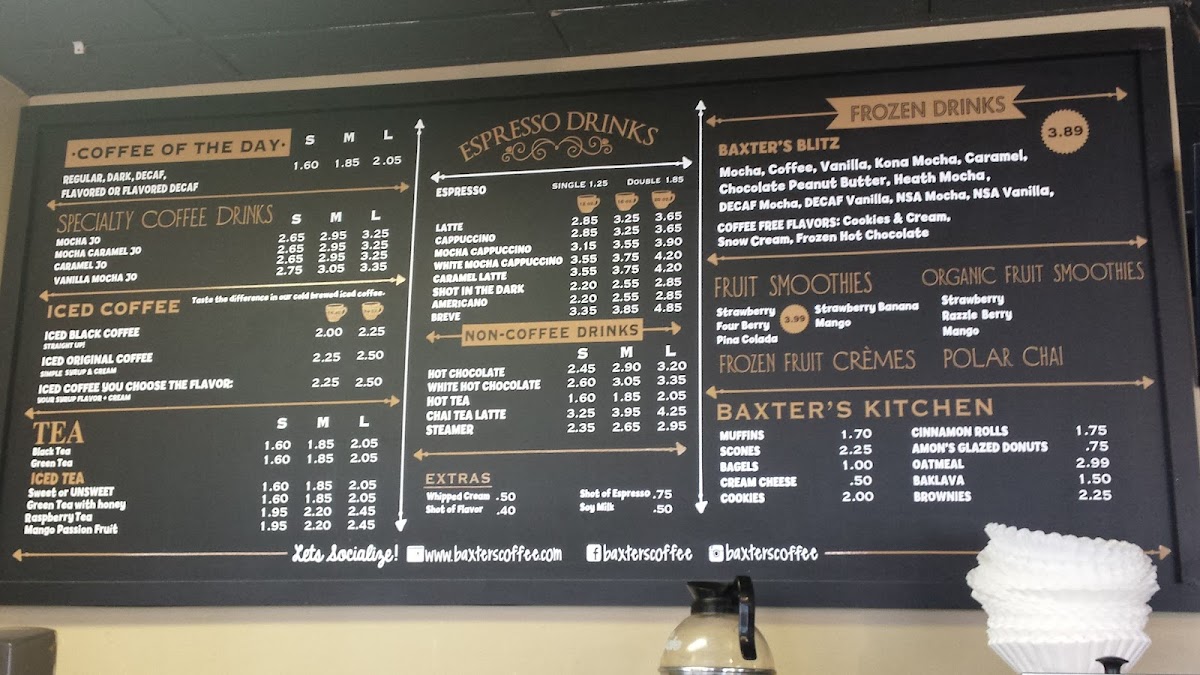 ·COFFEE OF THE DAY· S M L
REGULAR, DARK, DECAF, 1.60 1.85 2.05
FLAVORED OR FLAVORED DECAF
SPECIALTY COFFEE DRINKS S M L
MOCHA JO 2.65 2.95 3.25
MOCHA CARAMEL JO 2.65 2.95 3.25
CARAMEL JO 2.65 2.95 3.25
VANILLA MOCHA JO 2.75 3.05 3.35
ICED COFFEE Taste the difference in our cold brewed iced coffee.
ICED BLACK COFFEE 2.00 2.25
STRAIGHT UP!
ICED ORIGINAL COFFEE 2.25 2.50
SIMPLE SYRUP & CREAM
ICED COFFEE YOU CHOOSE THE FLAVOR: 2.25 2.50
YOUR SYRUP FLAVOR + CREAM
TEA S M L
Black Tea 1.60 1.85 2.05
Green Tea 1.60 1.85 2.05
ICED TEA
Sweet or UNSWEET 1.60 1.85 2.05
Green Tea with honey 1.60 1.85 2.05
Raspberry Tea 1.95 2.20 2.45
Mango Passion Fruit 1.95 2.20 2.45
ESPRESSO DRINKS
ESPRESSO SINGLE 1.25 DOUBLE 1.85
LATTE 2.85 3.25 3.65
CAPPUCCINO 2.85 3.25 3.65
MOCHA CAPPUCCINO 3.15 3.55 3.90
WHITE MOCHA CAPPUCCINO 3.55 3.75 4.20
CARAMEL LATTE 3.55 3.75 4.20
SHOT IN THE DARK 2.20 2.55 2.85
AMERICANO 2.20 2.55 2.85
BREVE 3.35 3.85 4.85
NON-COFFEE DRINKS
S M L
HOT CHOCOLATE 2.45 2.90 3.20
WHITE HOT CHOCOLATE 2.60 3.05 3.35
HOT TEA 1.60 1.85 2.05
CHAI TEA LATTE 3.25 3.95 4.25
STEAMER 2.35 2.65 2.95
EXTRAS
Whipped Cream .50 Shot of Espresso .75
Shot of Flavor .40 Soy Milk .50
FROZEN DRINKS
BAXTER'S BLITZ 3.89
Mocha, Coffee, Vanilla, Kona Mocha, Caramel,
Chocolate Peanut Butter, Heath Mocha,
DECAF Mocha, DECAF Vanilla, NSA Mocha, NSA Vanilla,
COFFEE FREE FLAVORS: Cookies & Cream,
Snow Cream, Frozen Hot Chocolate
FRUIT SMOOTHIES ORGANIC FRUIT SMOOTHIES
Strawberry Strawberry Banana Strawberry
Four Berry 3.99 Mango Razzle Berry
Pina Colada Mango
FROZEN FRUIT CRÈMES POLAR CHAI
BAXTER'S KITCHEN
MUFFINS 1.70 CINNAMON ROLLS 1.75
SCONES 2.25 AMON'S GLAZED DONUTS .75
BAGELS 1.00 OATMEAL 2.99
CREAM CHEESE .50 BAKLAVA 1.50
COOKIES 2.00 BROWNIES 2.25
Lets Socialize! www.baxterscoffee.com baxterscoffee baxterscoffee